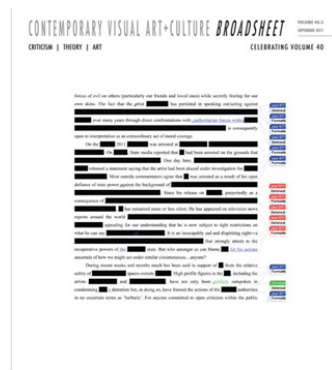 CONTEMPORARY VISUAL ART+CULTURE BROADSHEET
CRITICISM | THEORY | ART
CELEBRATING VOLUME 40
forces of evil on others (particularly our friends and loved ones) while secretly fearing for our
own skins. The fact that the great has persisted in speaking out/acting against
over many years through direct confrontations with authoritarian forces within
is consequently
open to interpretation as an extraordinary act of moral courage.
On the 2011 was arrested at
On State media reported that had been arrested on the grounds that
One day later,
released a statement saying that the artist had been placed under investigation for
Most outside commentators agree that was arrested as a result of his open
defiance of state power against the background of
Since his release on purportedly as a
consequence of
has remained more or less silent. He has appeared on television news
reports around the world
appealing for our understanding that he is now subject to tight restrictions on
what he can say It is an inescapably sad and dispiriting sight—a
that strongly attests to the
recuperative powers of the state. But who amongst us can blame for his actions
uncertain of how we might act under similar circumstances...anyone?
During recent weeks and months much has been said in support of from the relative
safety of spaces outside High profile figures in the including the
artists and have not only been publicly outspoken in
condemning detention but, in doing so, have framed the actions of the authorities
in no uncertain terms as 'barbaric'. For anyone committed to open criticism within the public